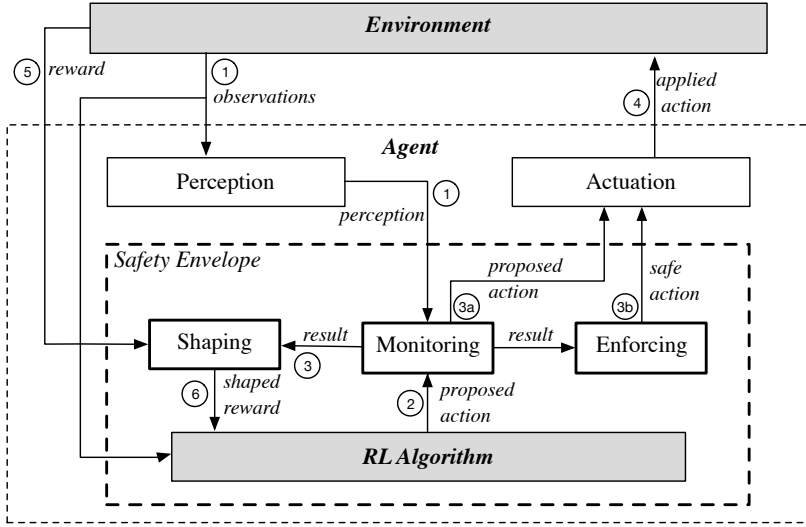 Environment
5
reward
1
observations
4
applied
action
Agent
Perception
Actuation
1
perception
Safety Envelope
proposed
action
3a
safe
action
3b
Shaping
result
3
Monitoring
result
Enforcing
6
shaped
reward
2
proposed
action
RL Algorithm